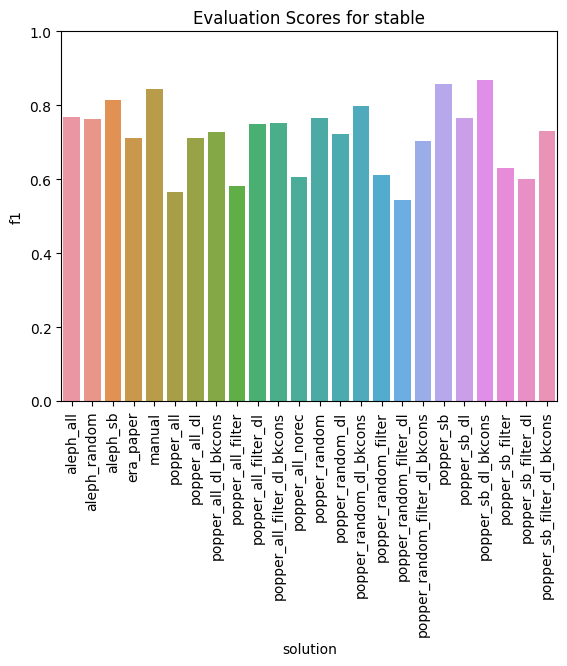 Evaluation Scores for stable
1.0
0.8
0.6
0.4
0.2
0.0
f1
aleph_all
aleph_random
aleph_sb
era_paper
manual
popper_all
popper_all_dl
popper_all_dl_bkcons
popper_all_filter
popper_all_filter_dl
popper_all_filter_dl_bkcons
popper_all_norec
popper_random
popper_random_dl
popper_random_dl_bkcons
popper_random_filter
popper_random_filter_dl
popper_random_filter_dl_bkcons
popper_sb
popper_sb_dl
popper_sb_dl_bkcons
popper_sb_filter
popper_sb_filter_dl
popper_sb_filter_dl_bkcons
solution